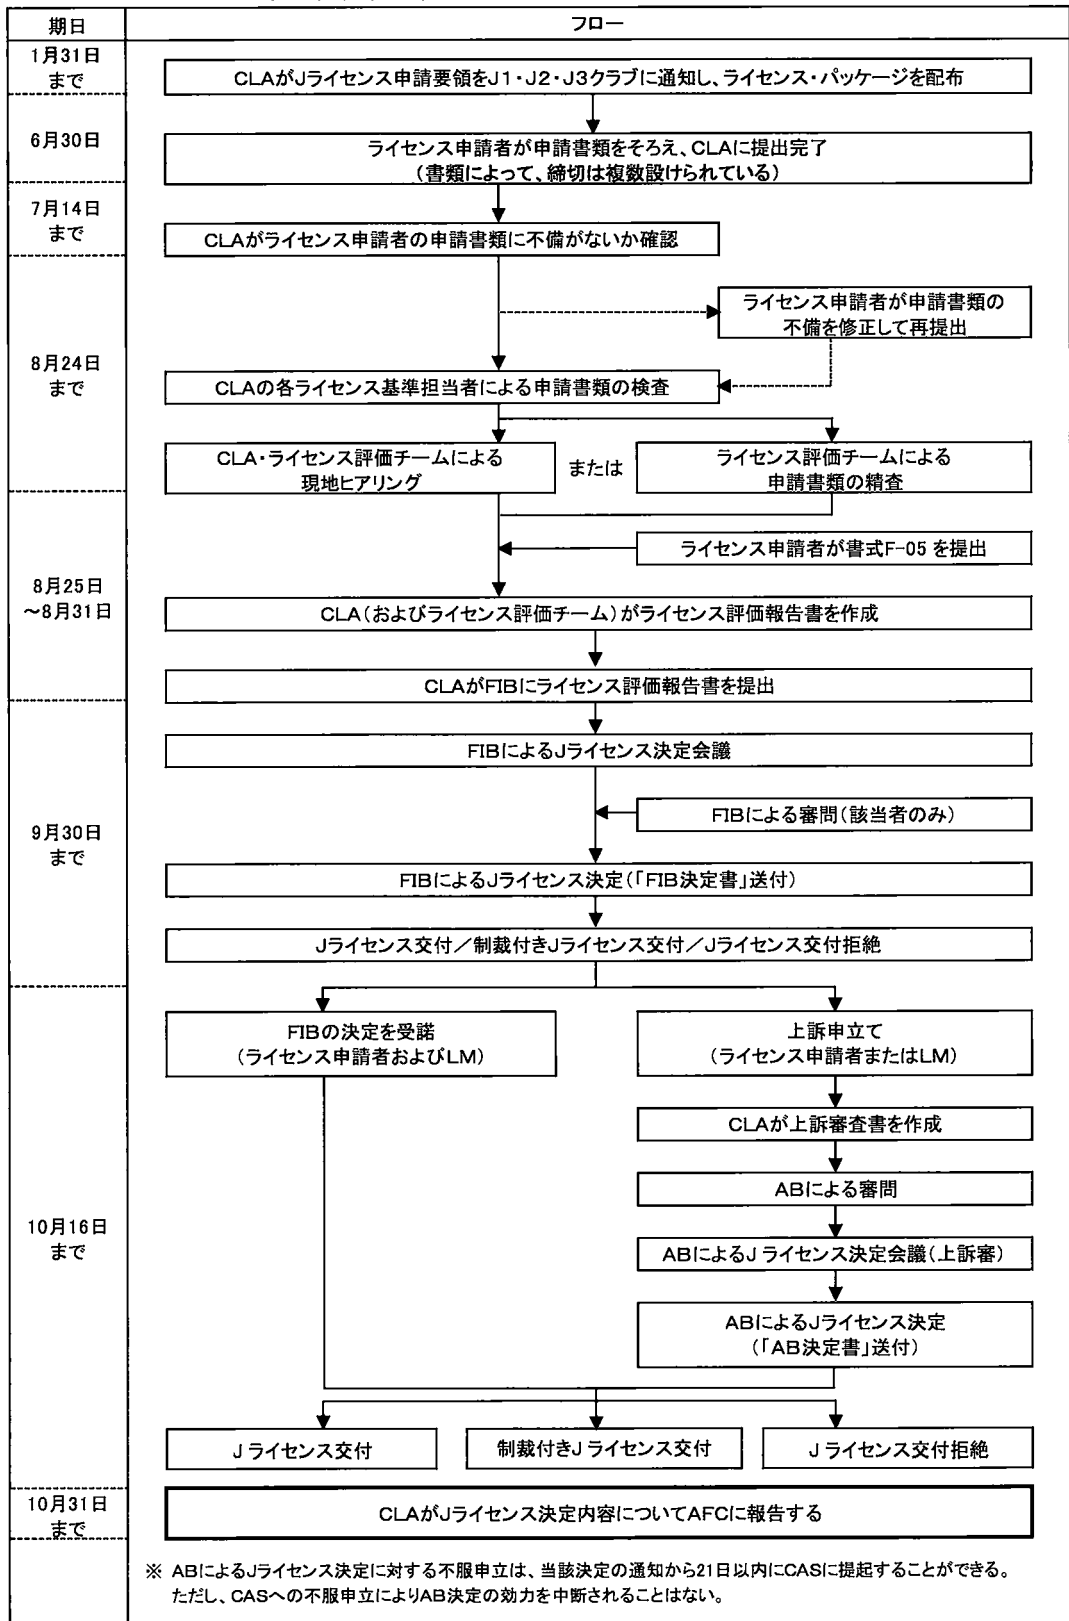 期日
フロー
1月31日
まで
CLAがJライセンス申請要領をJ1・J2・J3クラブに通知し、ライセンス・パッケージを配布
6月30日
ライセンス申請者が申請書類をそろえ、CLAに提出完了
(書類によって、締切は複数設けられている)
7月14日
まで
CLAがライセンス申請者の申請書類に不備がないか確認
8月24日
まで
ライセンス申請者が申請書類の
不備を修正して再提出
CLAの各ライセンス基準担当者による申請書類の検査
CLA・ライセンス評価チームによる
現地ヒアリング
または
ライセンス評価チームによる
申請書類の精査
8月25日
～8月31日
ライセンス申請者が書式F-05 を提出
CLA(およびライセンス評価チーム)がライセンス評価報告書を作成
CLAがFIBにライセンス評価報告書を提出
9月30日
まで
FIBによるJライセンス決定会議
FIBによる審問(該当者のみ)
FIBによるJライセンス決定(「FIB決定書」送付)
Jライセンス交付／制裁付きJライセンス交付／Jライセンス交付拒絶
10月16日
まで
FIBの決定を受諾
(ライセンス申請者およびLM)
上訴申立て
(ライセンス申請者またはLM)
CLAが上訴審査書を作成
ABによる審問
ABによるJ ライセンス決定会議(上訴審)
ABによるJライセンス決定
(「AB決定書」送付)
J ライセンス交付
制裁付きJ ライセンス交付
J ライセンス交付拒絶
10月31日
まで
CLAがJライセンス決定内容についてAFCに報告する
※ ABによるJライセンス決定に対する不服申立は、当該決定の通知から21日以内にCASに提起することができる。
ただし、CASへの不服申立によりAB決定の効力を中断されることはない。